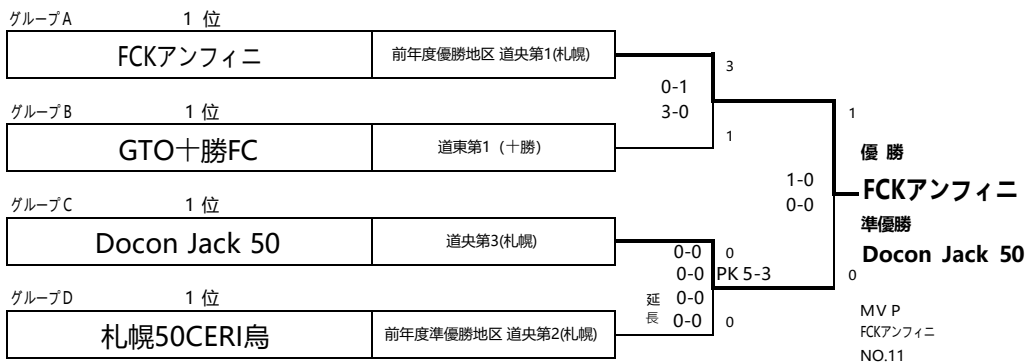 グループA 1 位
FCKアンフィニ 前年度優勝地区 道央第1(札幌)
3
0-1
3-0
グループB 1 位
1
GTO十勝FC 道東第1（十勝）
1
優 勝
1-0
FCKアンフィニ
0-0
グループC 1 位
準優勝
Docon Jack 50 道央第3(札幌)
Docon Jack 50
0-0 0
0-0 PK 5-3
0
グループD 1 位
延長 0-0
0-0 0
札幌50CERI烏 前年度準優勝地区 道央第2(札幌)
MV P
FCKアンフィニ
NO.11